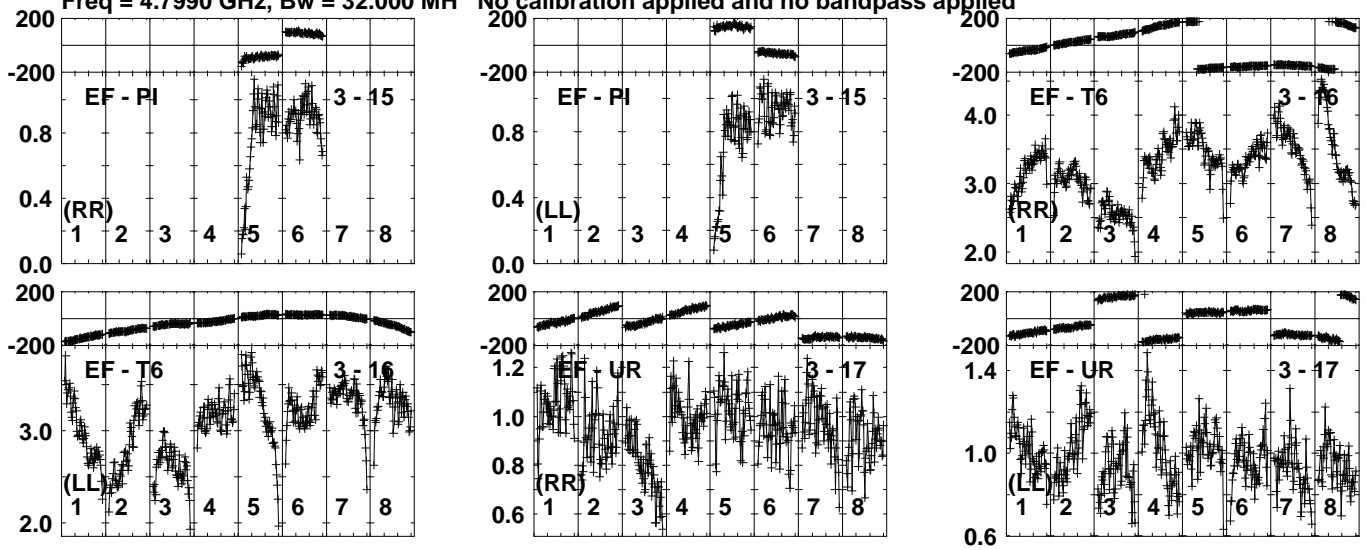 Freq = 4.7990 GHz, Bw = 32.000 MH No calibration applied and no bandpass applied
200
-200
EF - PI 3 - 15
0.8
0.4
(RR)
1 2 3 4 5 6 7 8
0.0
200
-200
EF - PI 3 - 15
0.8
0.4
(LL)
1 2 3 4 5 6 7 8
0.0
200
-200
EF - T6 3 - 16
4.0
3.0
(RR)
1 2 3 4 5 6 7 8
2.0
200
-200
EF - T6 3 - 16
3.0
(LL)
1 2 3 4 5 6 7 8
2.0
200
-200
EF - UR 3 - 17
1.2
1.0
0.8
(RR)
1 2 3 4 5 6 7 8
0.6
200
-200
EF - UR 3 - 17
1.4
1.0
(LL)
1 2 3 4 5 6 7 8
0.6